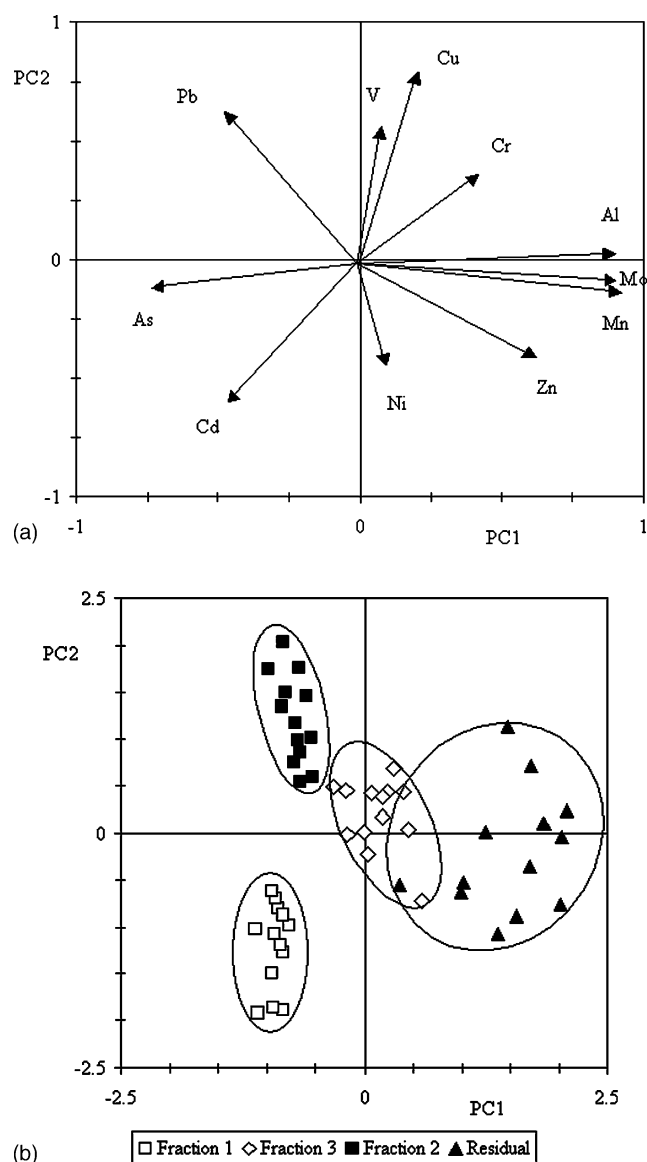 1
PC2
Cu
Pb
V
Cr
Al
0
Mo
As
Mn
Zn
Ni
Cd
-1
-1
0
1
(a)
PC1
2.5
PC2
0
-2.5
-2.5
0
2.5
PC1
(b)
Fraction 1 Fraction 3 Fraction 2 Residual